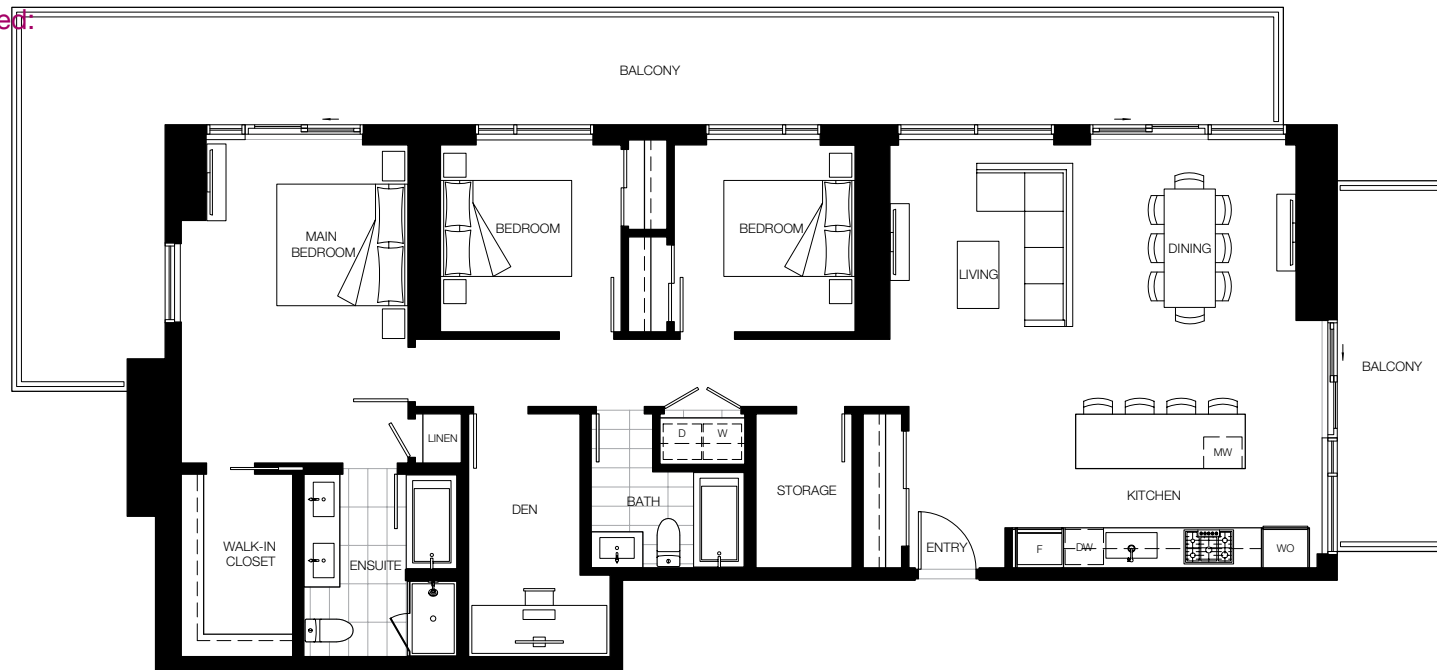 ed:
BALCONY
MAIN
BEDROOM
BEDROOM
BEDROOM
LIVING
DINING
BALCONY
LINEN
D
W
MW
KITCHEN
STORAGE
BATH
DEN
WALK-IN
CLOSET
ENSUITE
ENTRY
F
DW
WO